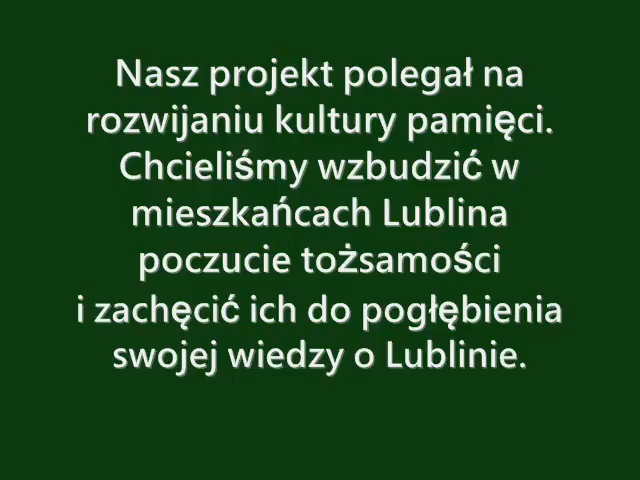 Nasz projekt polegał na
rozwijaniu kultury pamięci.
Chcieliśmy wzbudzić w
mieszkańcach Lublina
poczucie tożsamości
i zachęcić ich do pogłębienia
swojej wiedzy o Lublinie.